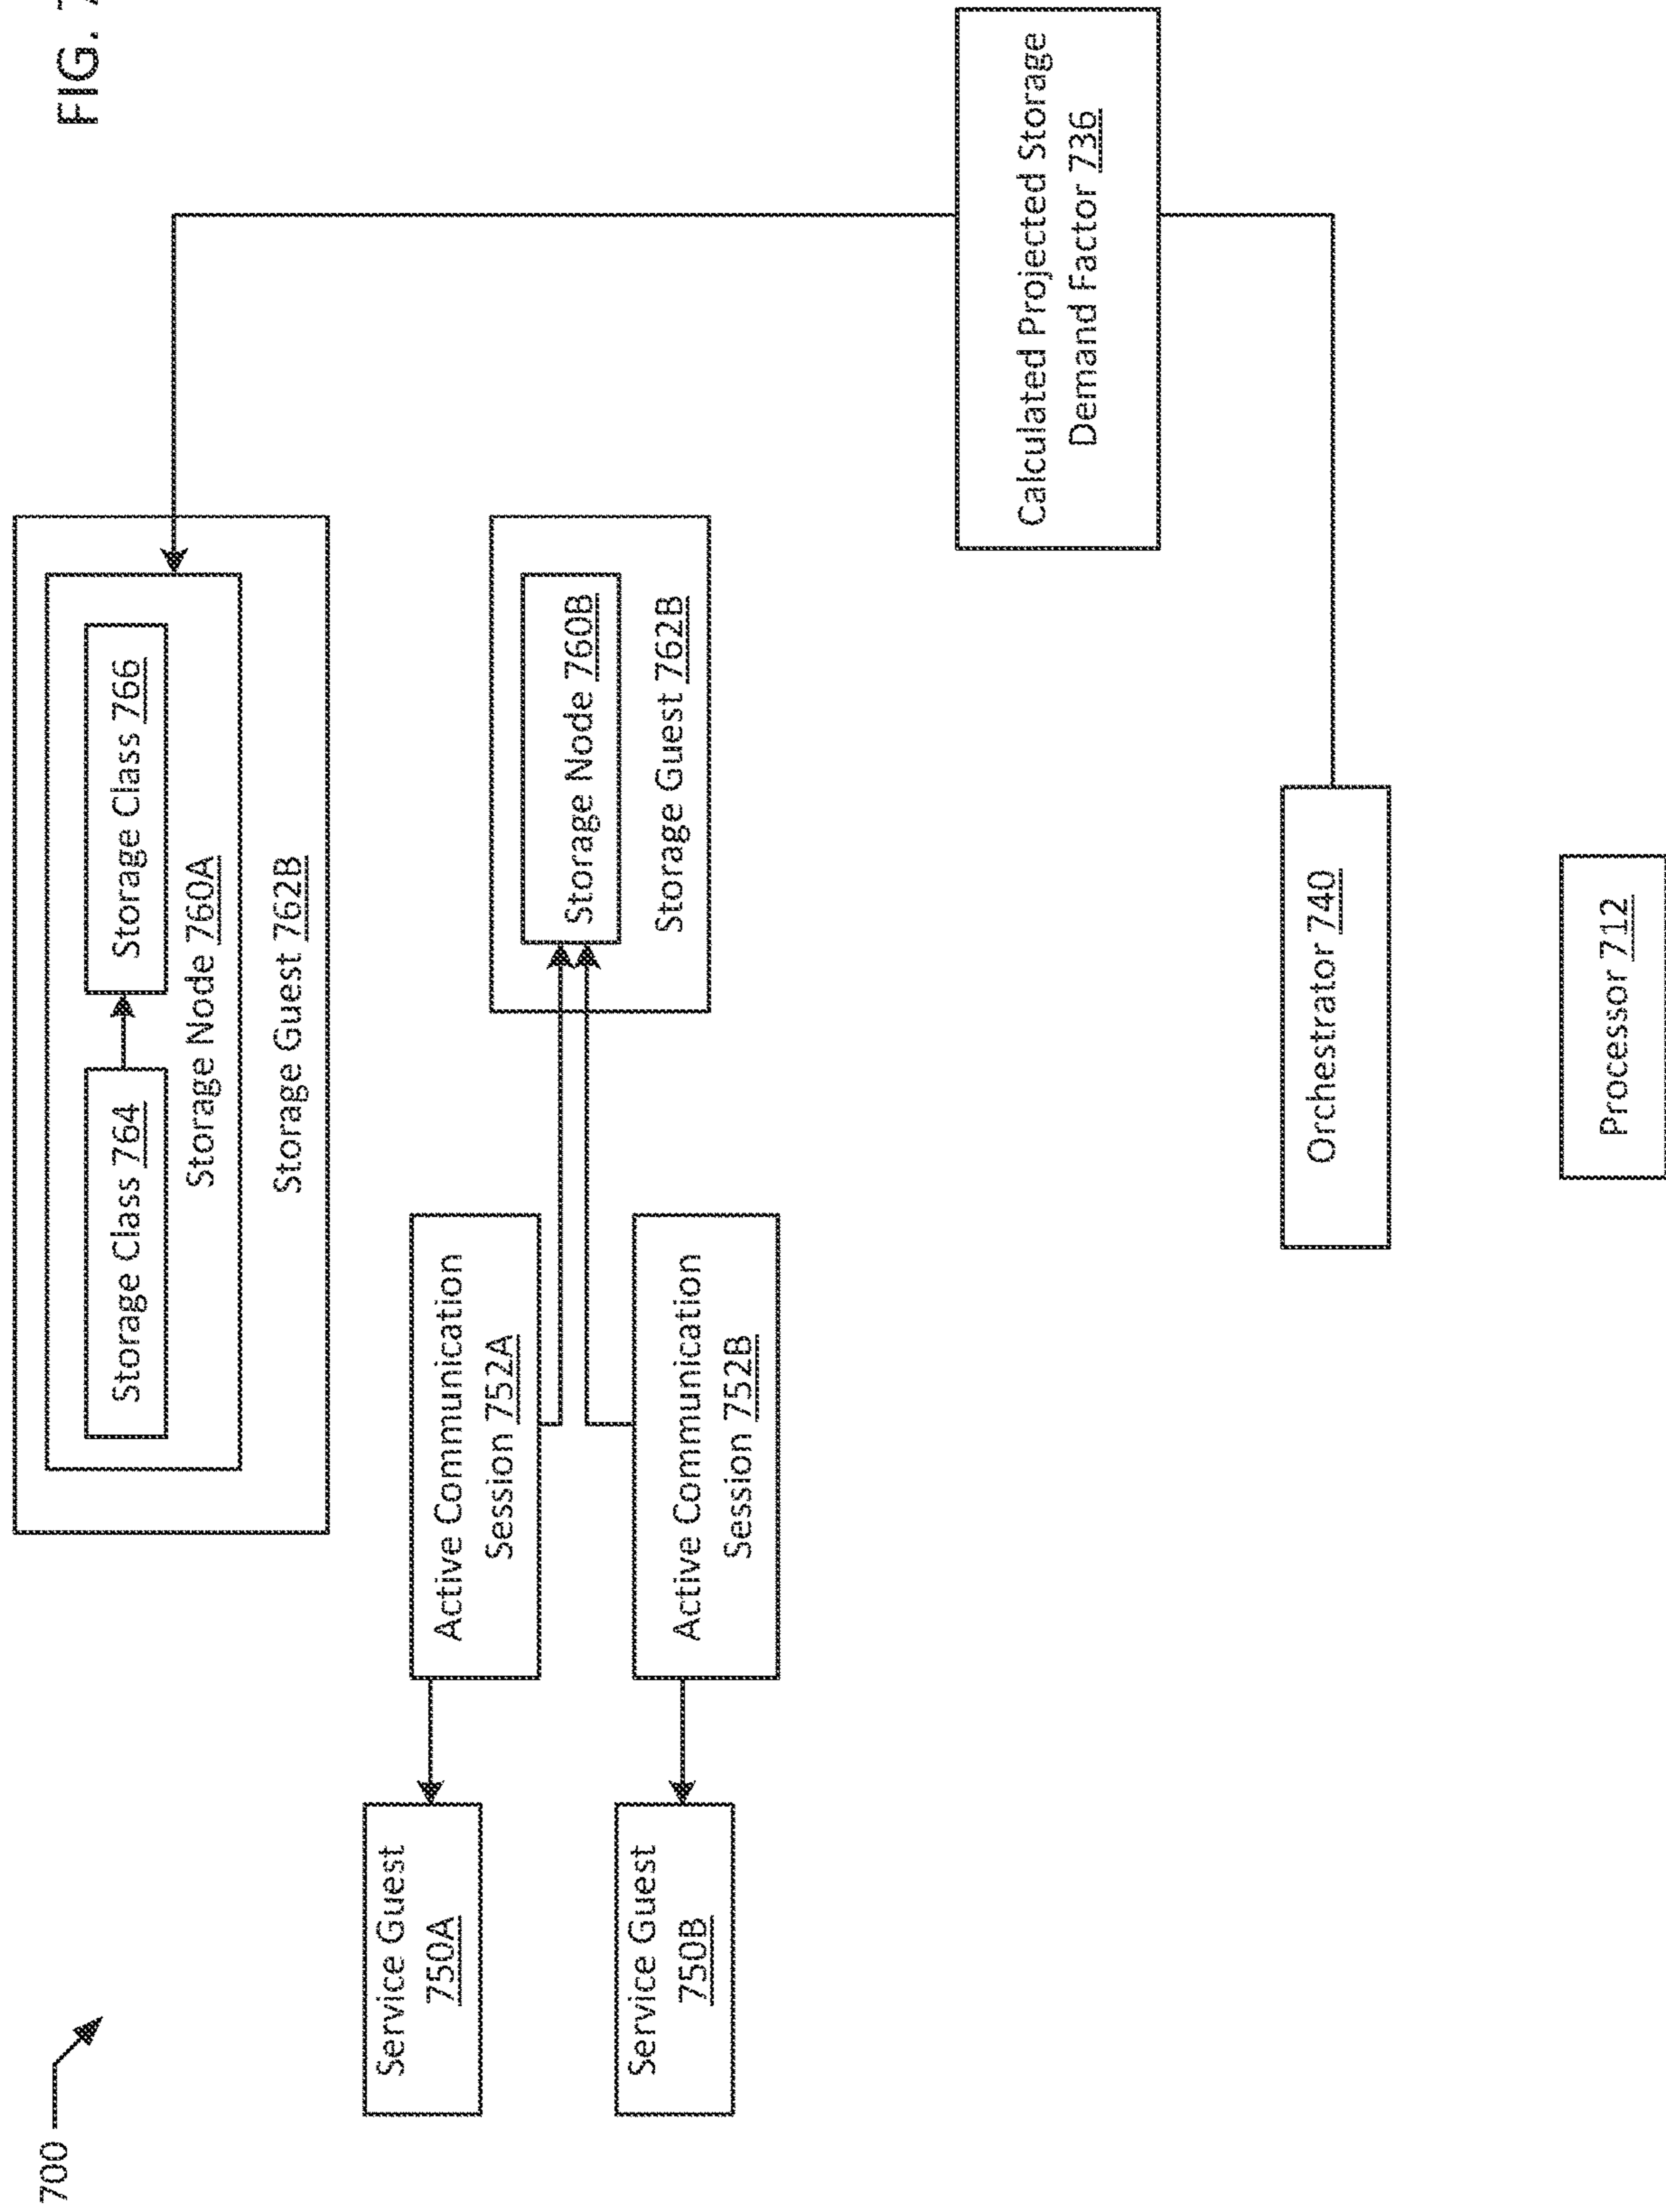 700
FIG. 7
Storage Class 764
Storage Class 766
Storage Node 760A
Storage Guest 762B
Service Guest
750A
Active Communication
Session 752A
Storage Node 760B
Storage Guest 762B
Service Guest
750B
Active Communication
Session 752B
Calculated Projected Storage
Demand Factor 736
Orchestrator 740
Processor 712